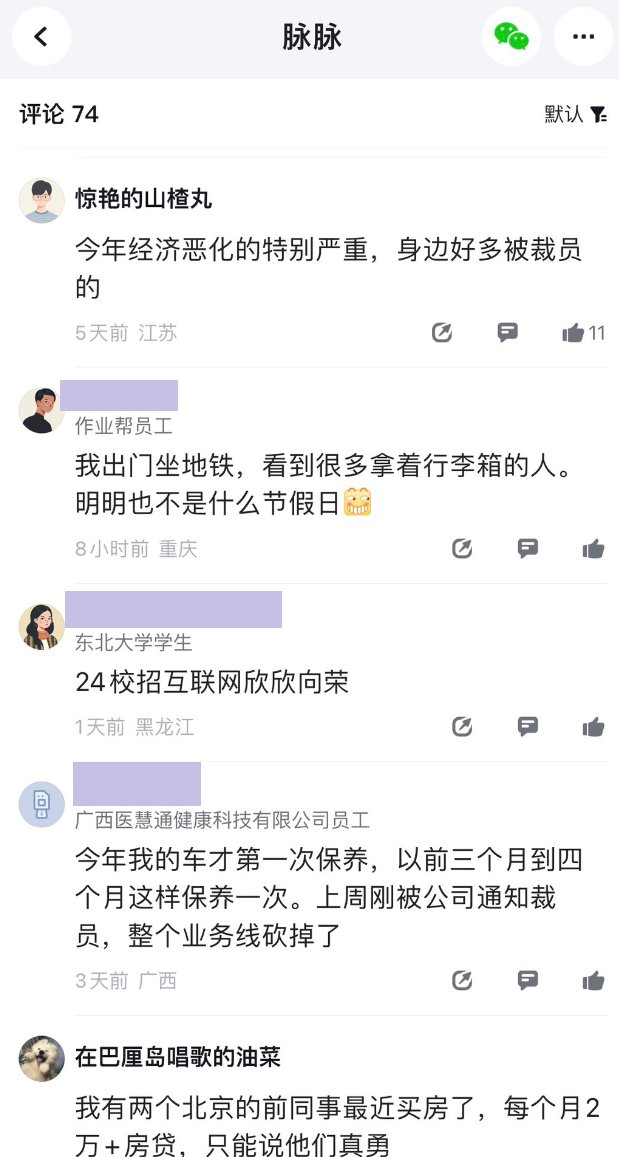 脉脉
评论 74
默认
惊艳的山楂丸
今年经济恶化的特别严重，身边好多被裁员
的
5天前 江苏
11
作业帮员工
我出门坐地铁，看到很多拿着行李箱的人。
明明也不是什么节假日
8小时前 重庆
东北大学学生
24校招互联网欣欣向荣
1天前 黑龙江
广西医慧通健康科技有限公司员工
今年我的车才第一次保养，以前三个月到四
个月这样保养一次。上周刚被公司通知裁
员，整个业务线砍掉了
3天前 广西
在巴厘岛唱歌的油菜
我有两个北京的前同事最近买房了，每个月2
万+房贷，只能说他们真勇